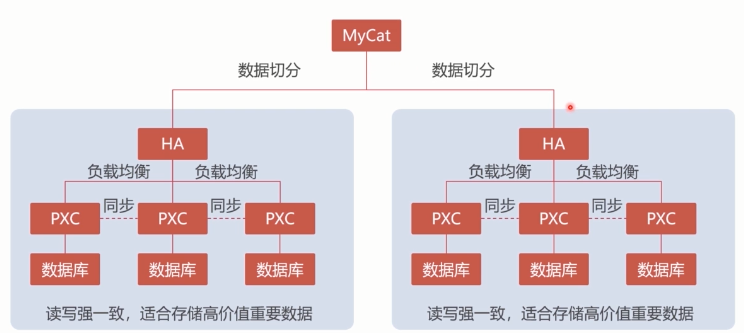 MyCat
数据切分 数据切分
HA HA
负载均衡 负载均衡 负载均衡 负载均衡
PXC 同步 PXC 同步 PXC PXC 同步 PXC 同步 PXC
数据库 数据库 数据库 数据库 数据库 数据库
读写强一致，适合存储高价值重要数据 读写强一致，适合存储高价值重要数据